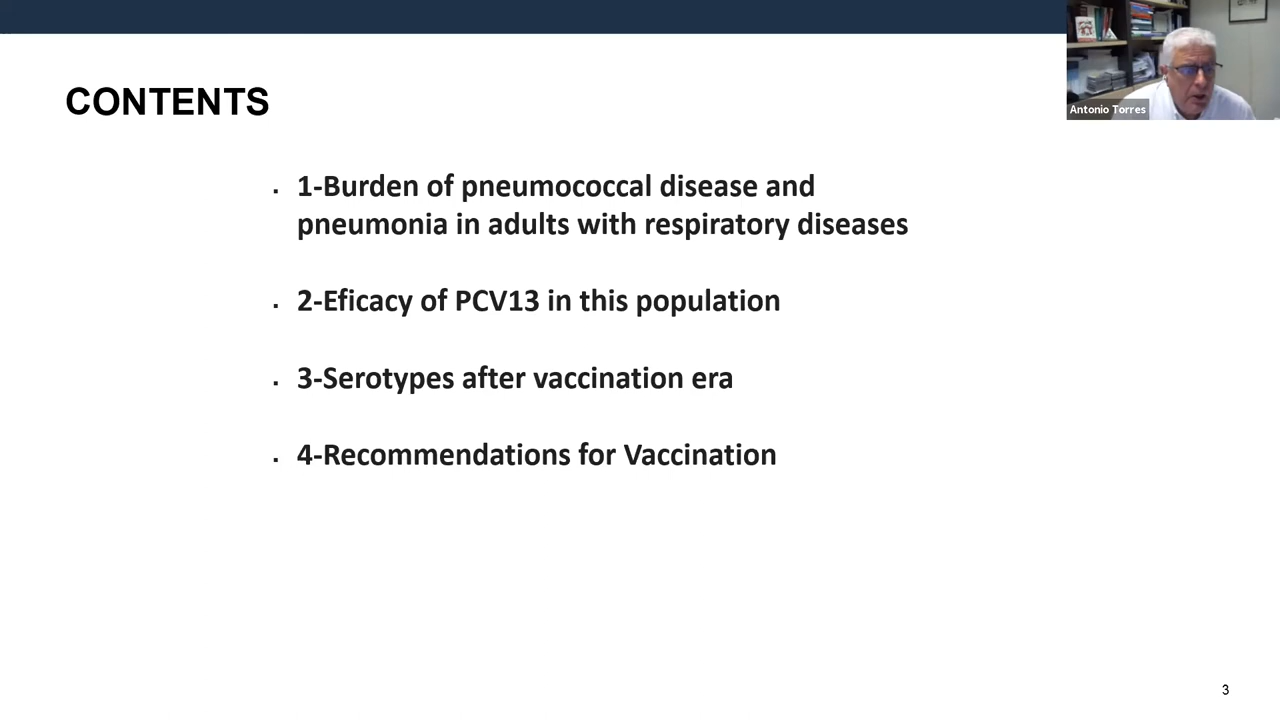 CONTENTS
Antonio Torres
▪ 1-Burden of pneumococcal disease and
pneumonia in adults with respiratory diseases
▪ 2-Eficacy of PCV13 in this population
▪ 3-Serotypes after vaccination era
▪ 4-Recommendations for Vaccination
3